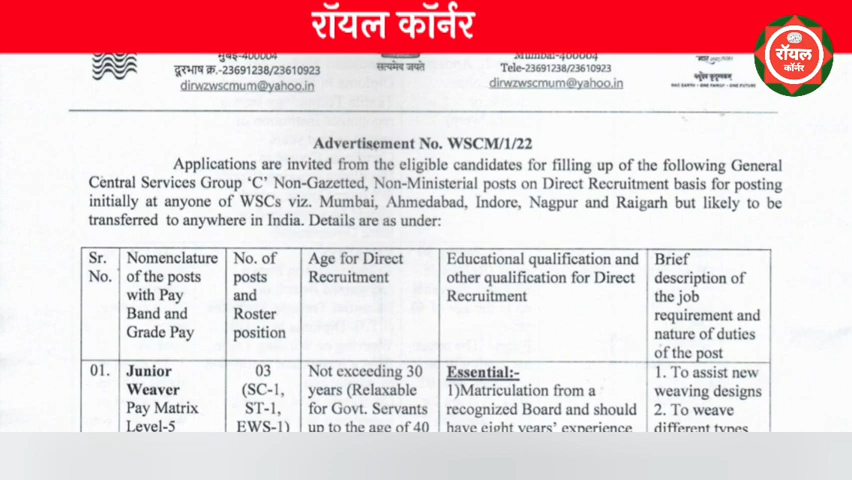 रॉयल कॉर्नर
रॉयल
कॉर्नर
मुंबई-400004
दूरभाष क्र.-23691238/23610923
dirwzwscmum@yahoo.in
सत्यमेव जयते
Mumbai-400004
Tele-23691238/23610923
dirwzwscmum@yahoo.in
वसुधैव कुटुम्बकम्
ONE EARTH • ONE FAMILY • ONE FUTURE
Advertisement No. WSCM/1/22
Applications are invited from the eligible candidates for filling up of the following General
Central Services Group 'C' Non-Gazetted, Non-Ministerial posts on Direct Recruitment basis for posting
initially at anyone of WSCs viz. Mumbai, Ahmedabad, Indore, Nagpur and Raigarh but likely to be
transferred to anywhere in India. Details are as under:
Sr. No.
Nomenclature of the posts with Pay Band and Grade Pay
No. of posts and Roster position
Age for Direct Recruitment
Educational qualification and other qualification for Direct Recruitment
Brief description of the job requirement and nature of duties of the post
01.
Junior Weaver
Pay Matrix
Level-5
03
(SC-1,
ST-1,
EWS-1)
Not exceeding 30
years (Relaxable
for Govt. Servants
up to the age of 40
Essential:-
1)Matriculation from a
recognized Board and should
have eight years' experience
1. To assist new
weaving designs
2. To weave
different types